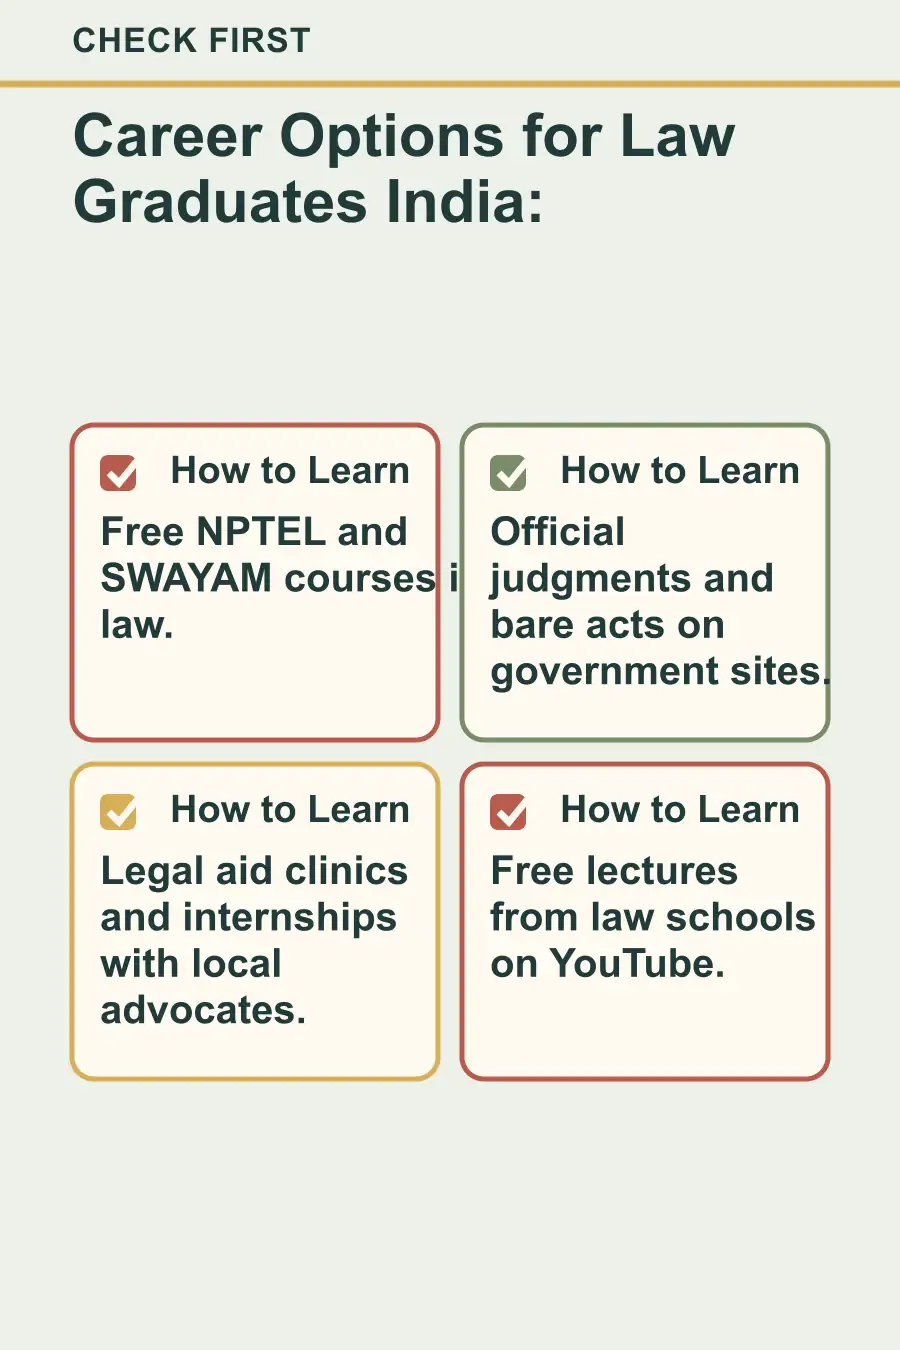 CHECK FIRST
Career Options for Law
Graduates India:
How to Learn
Free NPTEL and
SWAYAM courses i
law.
How to Learn
Official
judgments and
bare acts on
government sites.
How to Learn
Legal aid clinics
and internships
with local
advocates.
How to Learn
Free lectures
from law schools
on YouTube.